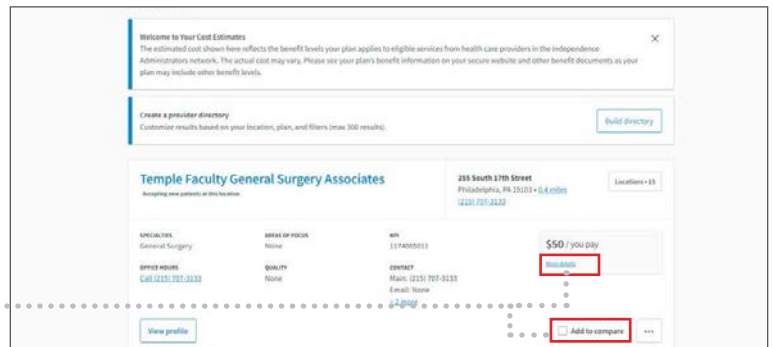 Welcome to Your Cost Estimates
The estimated cost shown here reflects the benefit levels your plan applies to eligible services from health care providers in the Independence
Administrators network. The actual cost may vary. Please see your plan's benefit information on your secure website and other benefit documents as your
plan may include other benefit levels.
Create a provider directory
Customize results based on your location, plan, and filters (max 300 results).
Build directory
Temple Faculty General Surgery Associates
Accepting new patients at this location
255 South 17th Street
Philadelphia, PA 19103 • 0.4 miles
(215) 707-3133
Locations • 15
SPECIALTIES
General Surgery
AREAS OF FOCUS
None
NPI
1174005011
$50 / you pay
More details
OFFICE HOURS
Call (215) 707-3133
QUALITY
None
CONTACT
Main: (215) 707-3133
Email: None
+2 more
View profile
Add to compare